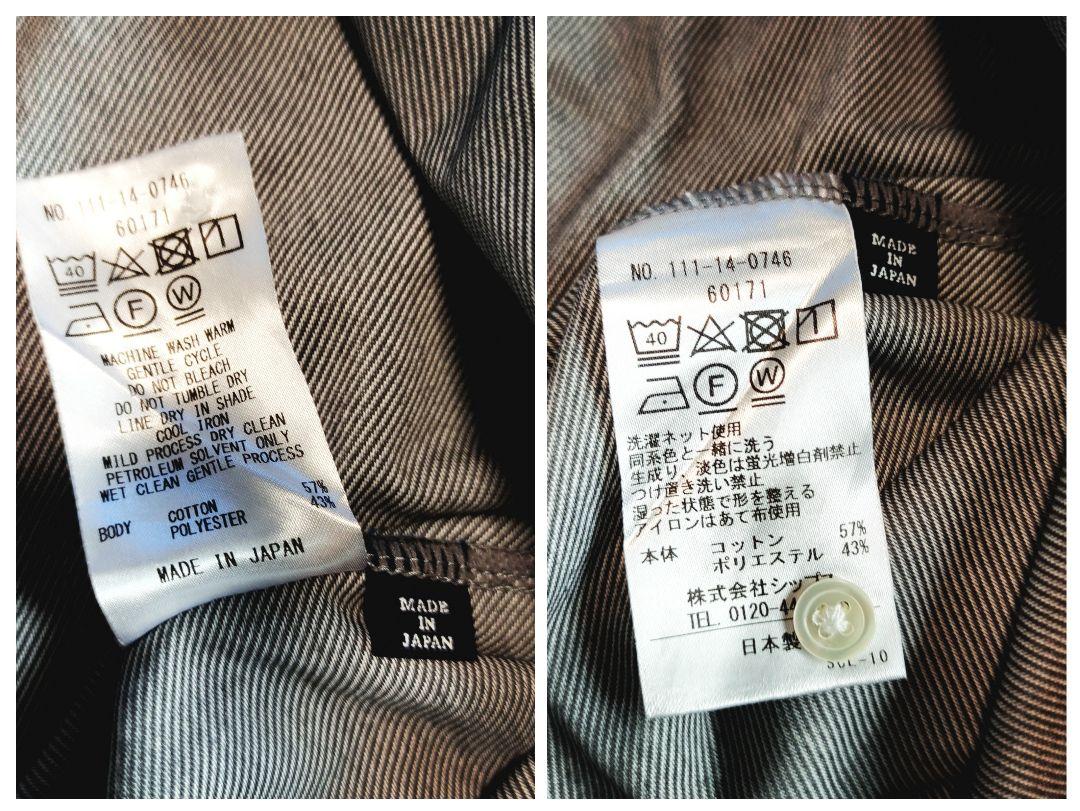 NO. 111-14-0746
60171
40
1
F
W
MACHINE WASH WARM
GENTLE CYCLE
DO NOT BLEACH
DO NOT TUMBLE DRY
LINE DRY IN SHADE
COOL IRON
MILD PROCESS DRY CLEAN
PETROLEUM SOLVENT ONLY
WET CLEAN GENTLE PROCESS
BODY COTTON 57%
POLYESTER 43%
MADE IN JAPAN
MADE
IN
JAPAN
NO. 111-14-0746
60171
40
1
F
W
洗濯ネット使用
同系色と一緒に洗う
生成り、淡色は蛍光増白剤禁止
つけ置き洗い禁止
湿った状態で形を整える
アイロンはあて布使用
本体 コットン 57%
ポリエステル 43%
株式会社シップ
TEL. 0120-4
日本製
-10
MADE
IN
JAPAN